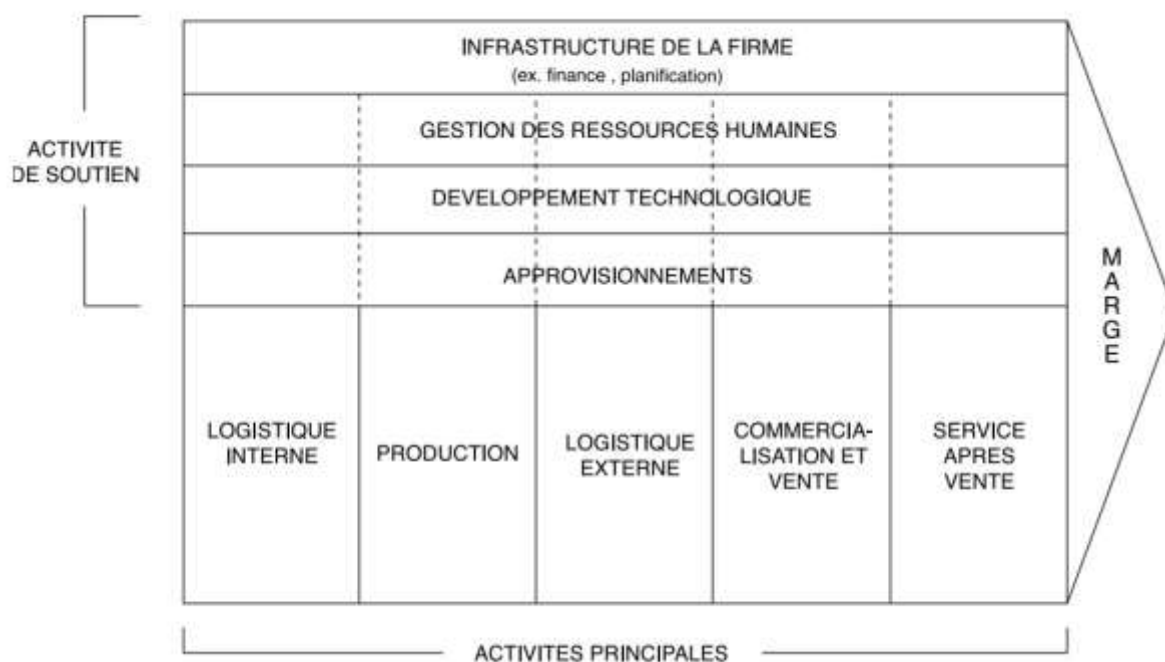 INFRASTRUCTURE DE LA FIRME
(ex. finance , planification)
GESTION DES RESSOURCES HUMAINES
DEVELOPPEMENT TECHNOLOGIQUE
APPROVISIONNEMENTS
ACTIVITE
DE SOUTIEN
LOGISTIQUE
INTERNE
PRODUCTION
LOGISTIQUE
EXTERNE
COMMERCIA-
LISATION ET
VENTE
SERVICE
APRES
VENTE
MARGE
ACTIVITES PRINCIPALES